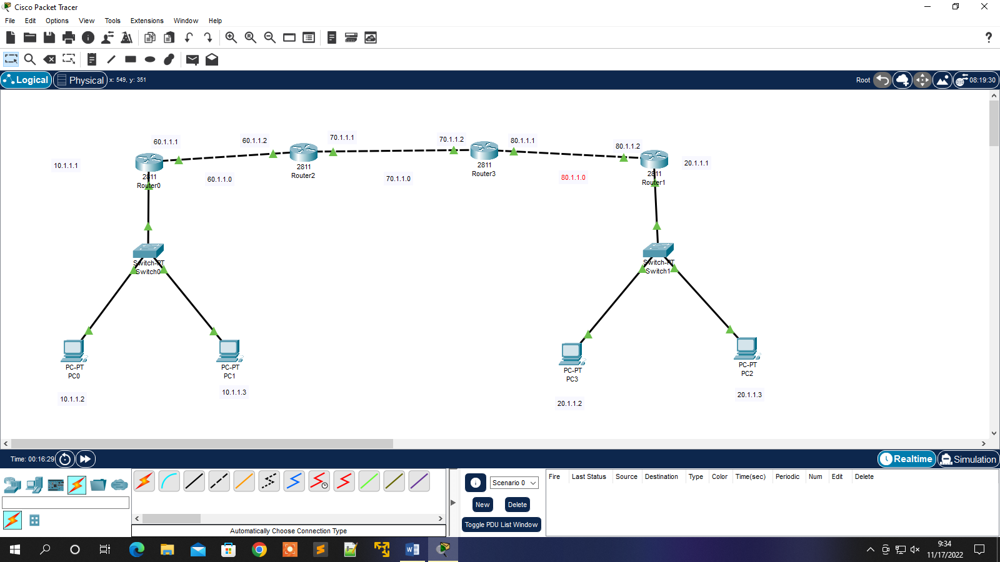 Cisco Packet Tracer
File Edit Options View Tools Extensions Window Help
?
Logical Physical x: 549, y: 351 Root 08:19:30
60.1.1.1 60.1.1.2 70.1.1.1 70.1.1.2 80.1.1.1 80.1.1.2
10.1.1.1 20.1.1.1
2811
Router0
2811
Router2
2811
Router3
2811
Router1
60.1.1.0 70.1.1.0 80.1.1.0
Switch-PT
Switch0
Switch-PT
Switch1
PC-PT
PC0
PC-PT
PC1
PC-PT
PC3
PC-PT
PC2
10.1.1.2 10.1.1.3 20.1.1.2 20.1.1.3
Time: 00:16:29 Realtime Simulation
Scenario 0
New Delete
Toggle PDU List Window
Fire Last Status Source Destination Type Color Time(sec) Periodic Num Edit Delete
Automatically Choose Connection Type
9:34
11/17/2022